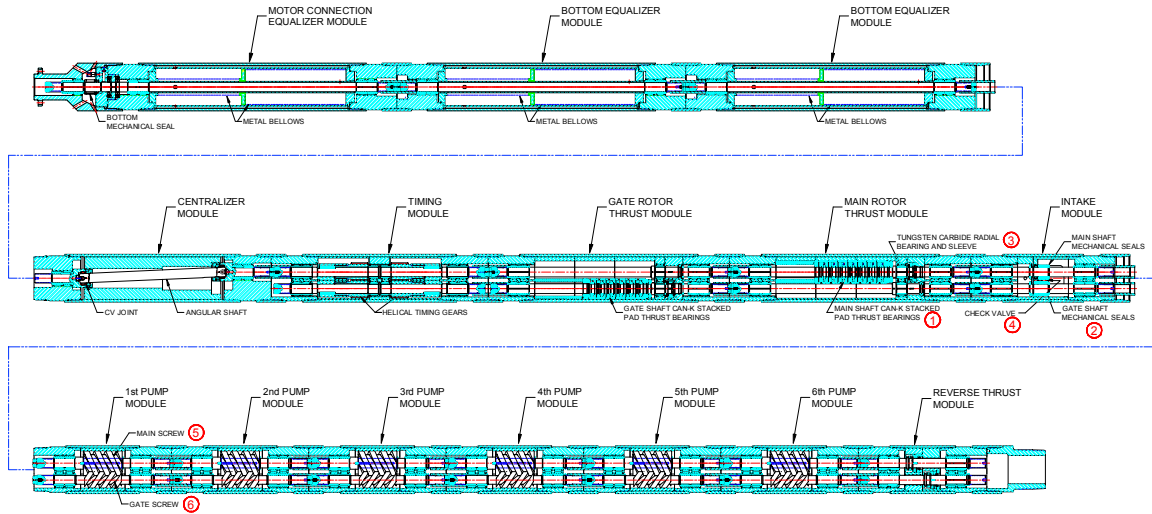 MOTOR CONNECTION
EQUALIZER MODULE
BOTTOM EQUALIZER
MODULE
BOTTOM EQUALIZER
MODULE
BOTTOM
MECHANICAL SEAL
METAL BELLOWS
METAL BELLOWS
METAL BELLOWS
CENTRALIZER
MODULE
TIMING
MODULE
GATE ROTOR
THRUST MODULE
MAIN ROTOR
THRUST MODULE
INTAKE
MODULE
TUNGSTEN CARBIDE RADIAL
BEARING AND SLEEVE
3
MAIN SHAFT
MECHANICAL SEALS
CV JOINT
ANGULAR SHAFT
HELICAL TIMING GEARS
GATE SHAFT CAN-K STACKED
PAD THRUST BEARINGS
MAIN SHAFT CAN-K STACKED
PAD THRUST BEARINGS
1
CHECK VALVE
4
GATE SHAFT
MECHANICAL SEALS
2
1st PUMP
MODULE
2nd PUMP
MODULE
3rd PUMP
MODULE
4th PUMP
MODULE
5th PUMP
MODULE
6th PUMP
MODULE
REVERSE THRUST
MODULE
MAIN SCREW
5
GATE SCREW
6